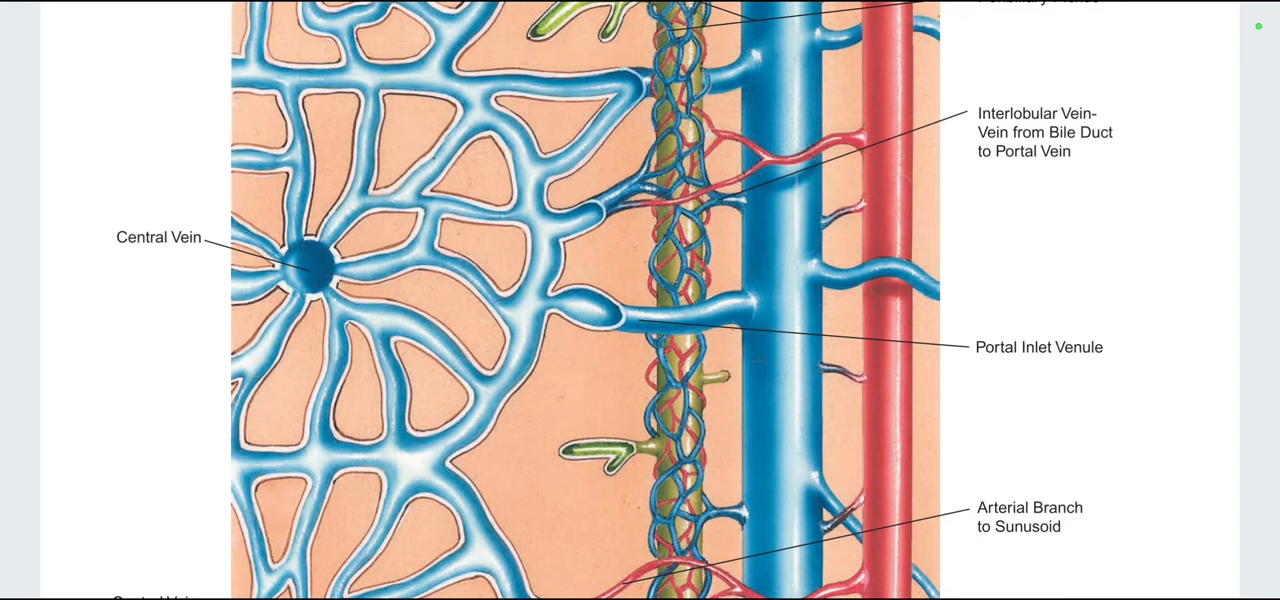 Interlobular Vein-
Vein from Bile Duct
to Portal Vein
Central Vein
Portal Inlet Venule
Arterial Branch
to Sunusoid